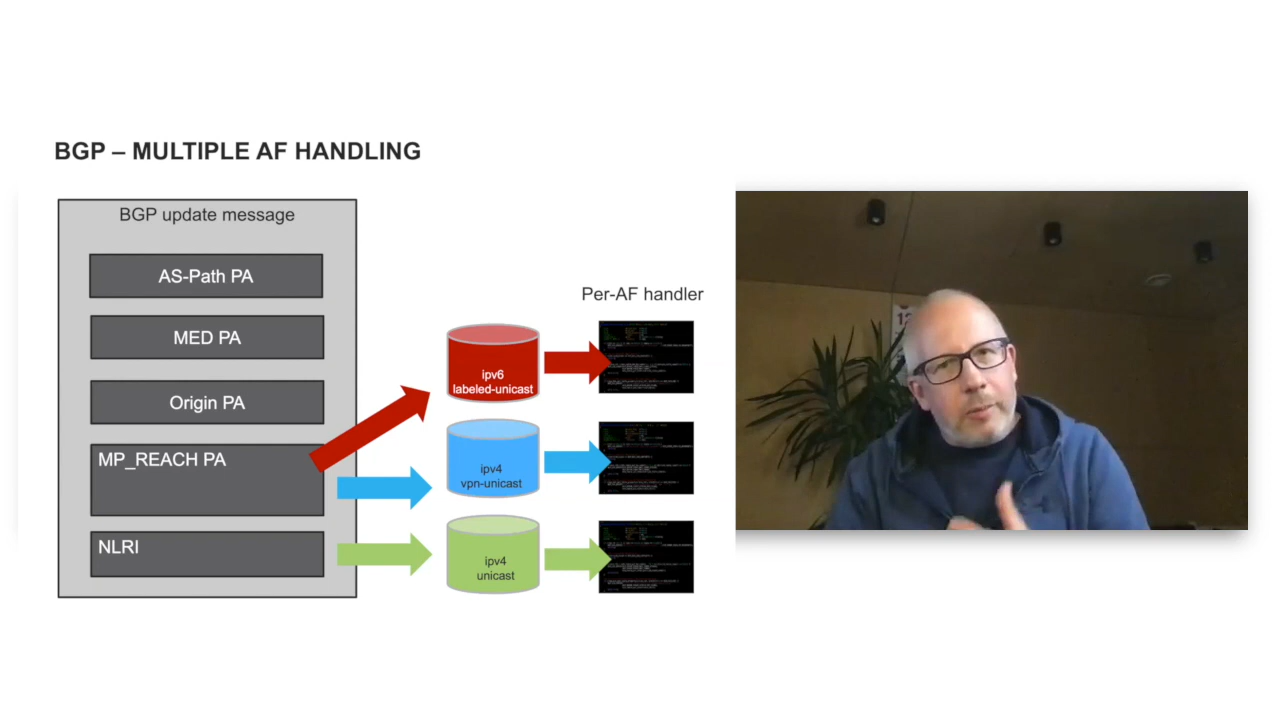 BGP – MULTIPLE AF HANDLING
BGP update message
AS-Path PA
MED PA
Origin PA
MP_REACH PA
NLRI
Per-AF handler
ipv6
labeled-unicast
ipv4
vpn-unicast
ipv4
unicast